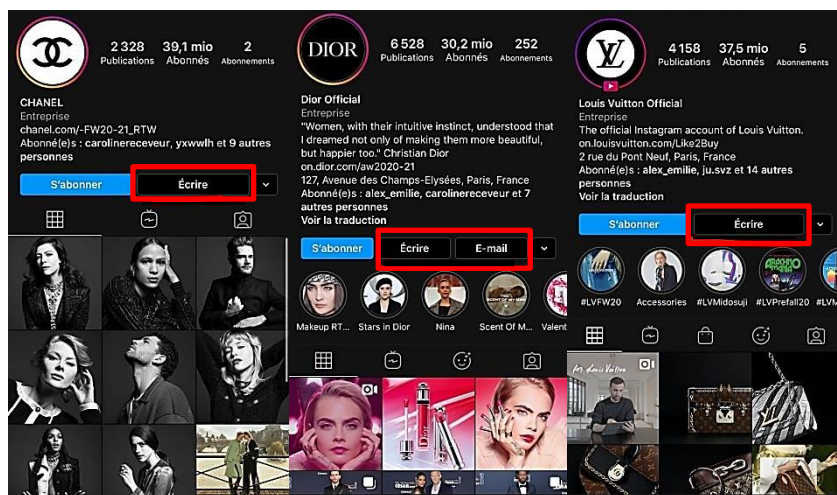 2 328 39,1 mio 2
Publications Abonnés Abonnements
CHANEL
Entreprise
chanel.com/-FW20-21_RTW
Abonné(e)s : carolinereceveur, yxwwlh et 9 autres
personnes
S'abonner Écrire
DIOR
6 528 30,2 mio 252
Publications Abonnés Abonnements
Dior Official
Entreprise
"Women, with their intuitive instinct, understood that
I dreamed not only of making them more beautiful,
but happier too." Christian Dior
on.dior.com/aw2020-21
127, Avenue des Champs-Elysées, Paris, France
Abonné(e)s : alex_emilie, carolinereceveur et 7
autres personnes
Voir la traduction
S'abonner Écrire E-mail
Makeup RT... Stars in Dior Nina Scent Of M... Valent
Dior
LV
4 158 37,5 mio 5
Publications Abonnés Abonnements
Louis Vuitton Official
Entreprise
The official Instagram account of Louis Vuitton.
on.louisvuitton.com/Like2Buy
2 rue du Pont Neuf, Paris, France
Abonné(e)s : alex_emilie, ju.svz et 14 autres
personnes
Voir la traduction
S'abonner Écrire
#LVFW20 Accessories #LVMidosuji #LVPrefall20 #LVM